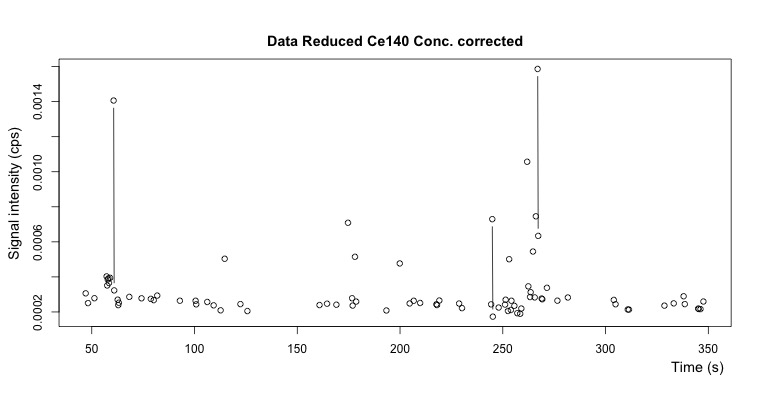 Data Reduced Ce140 Conc. corrected
Signal intensity (cps)
0.0014
0.0010
0.0006
0.0002
50 100 150 200 250 300 350
Time (s)